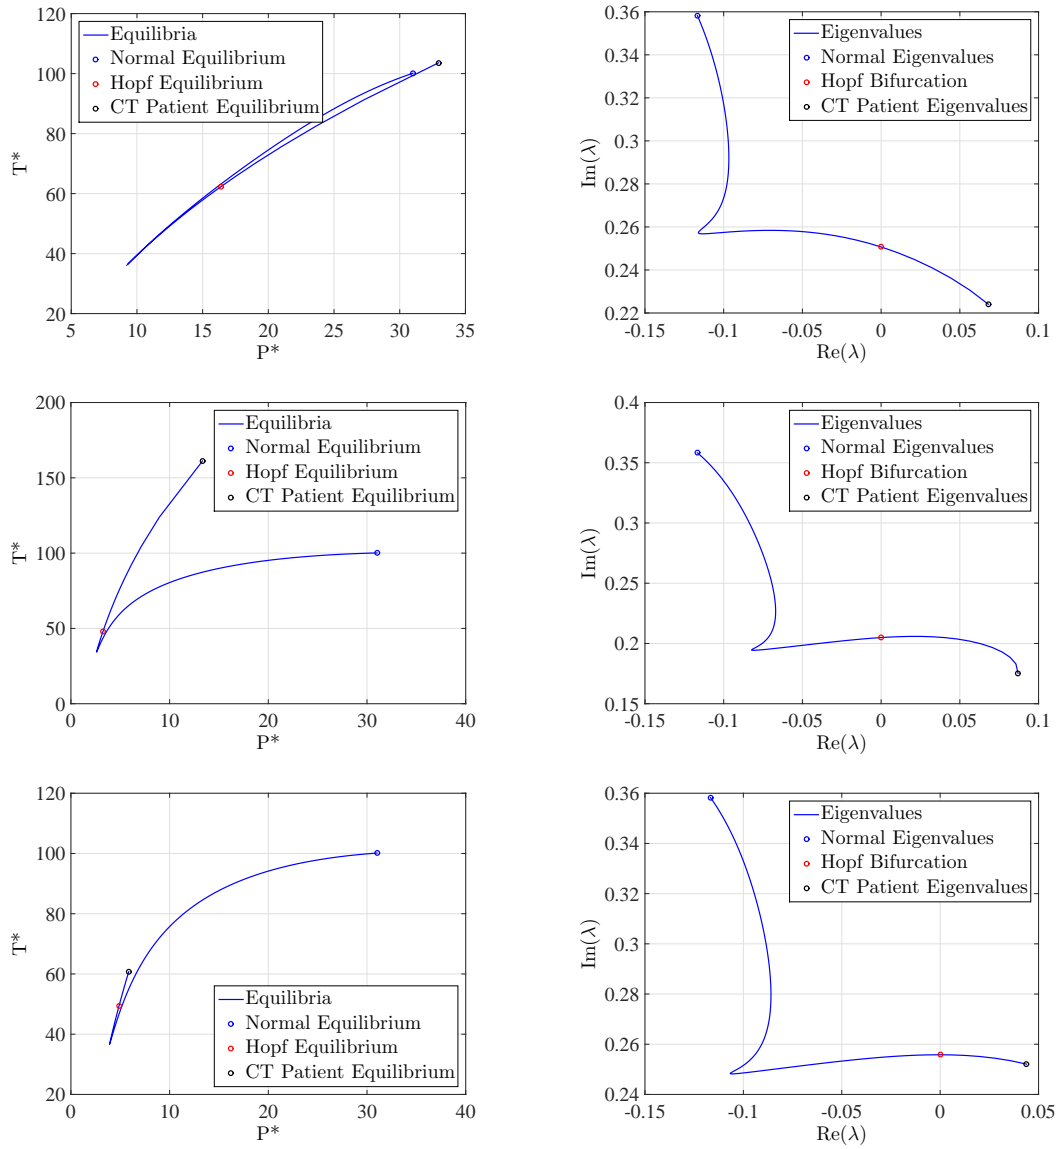 120
100
80
60
40
20
T*
Equilibria
Normal Equilibrium
Hopf Equilibrium
CT Patient Equilibrium
5 10 15 20 25 30 35
P*
0.36
0.34
0.32
0.3
0.28
0.26
0.24
0.22
Im(λ)
Eigenvalues
Normal Eigenvalues
Hopf Bifurcation
CT Patient Eigenvalues
-0.15 -0.1 -0.05 0 0.05 0.1
Re(λ)
200
150
100
50
0
T*
Equilibria
Normal Equilibrium
Hopf Equilibrium
CT Patient Equilibrium
0 10 20 30 40
P*
0.4
0.35
0.3
0.25
0.2
0.15
Im(λ)
Eigenvalues
Normal Eigenvalues
Hopf Bifurcation
CT Patient Eigenvalues
-0.15 -0.1 -0.05 0 0.05 0.1
Re(λ)
120
100
80
60
40
20
T*
Equilibria
Normal Equilibrium
Hopf Equilibrium
CT Patient Equilibrium
0 10 20 30 40
P*
0.36
0.34
0.32
0.3
0.28
0.26
0.24
Im(λ)
Eigenvalues
Normal Eigenvalues
Hopf Bifurcation
CT Patient Eigenvalues
-0.15 -0.1 -0.05 0 0.05
Re(λ)